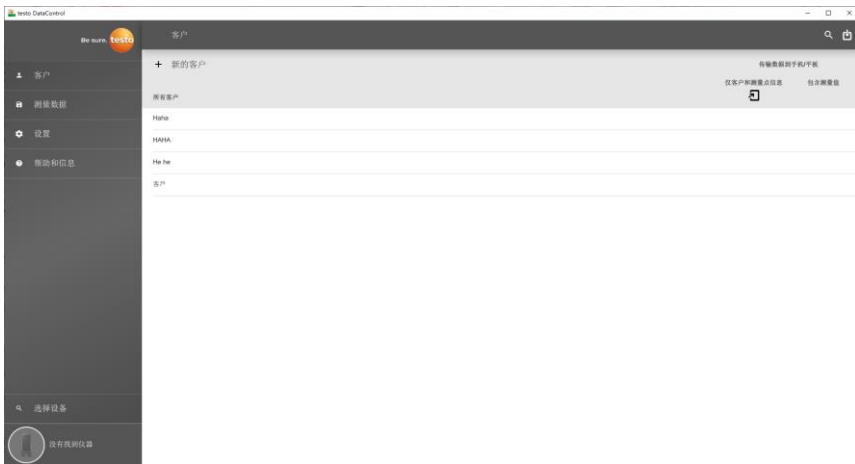 testo DataControl
Be sure. testo
客户
客户
测量数据
设置
帮助和信息
选择设备
没有找到仪器
新的客户
传输数据到手机/平板
仅客户和测量点信息
包含测量值
所有客户
Haha
HAHA
He he
客户